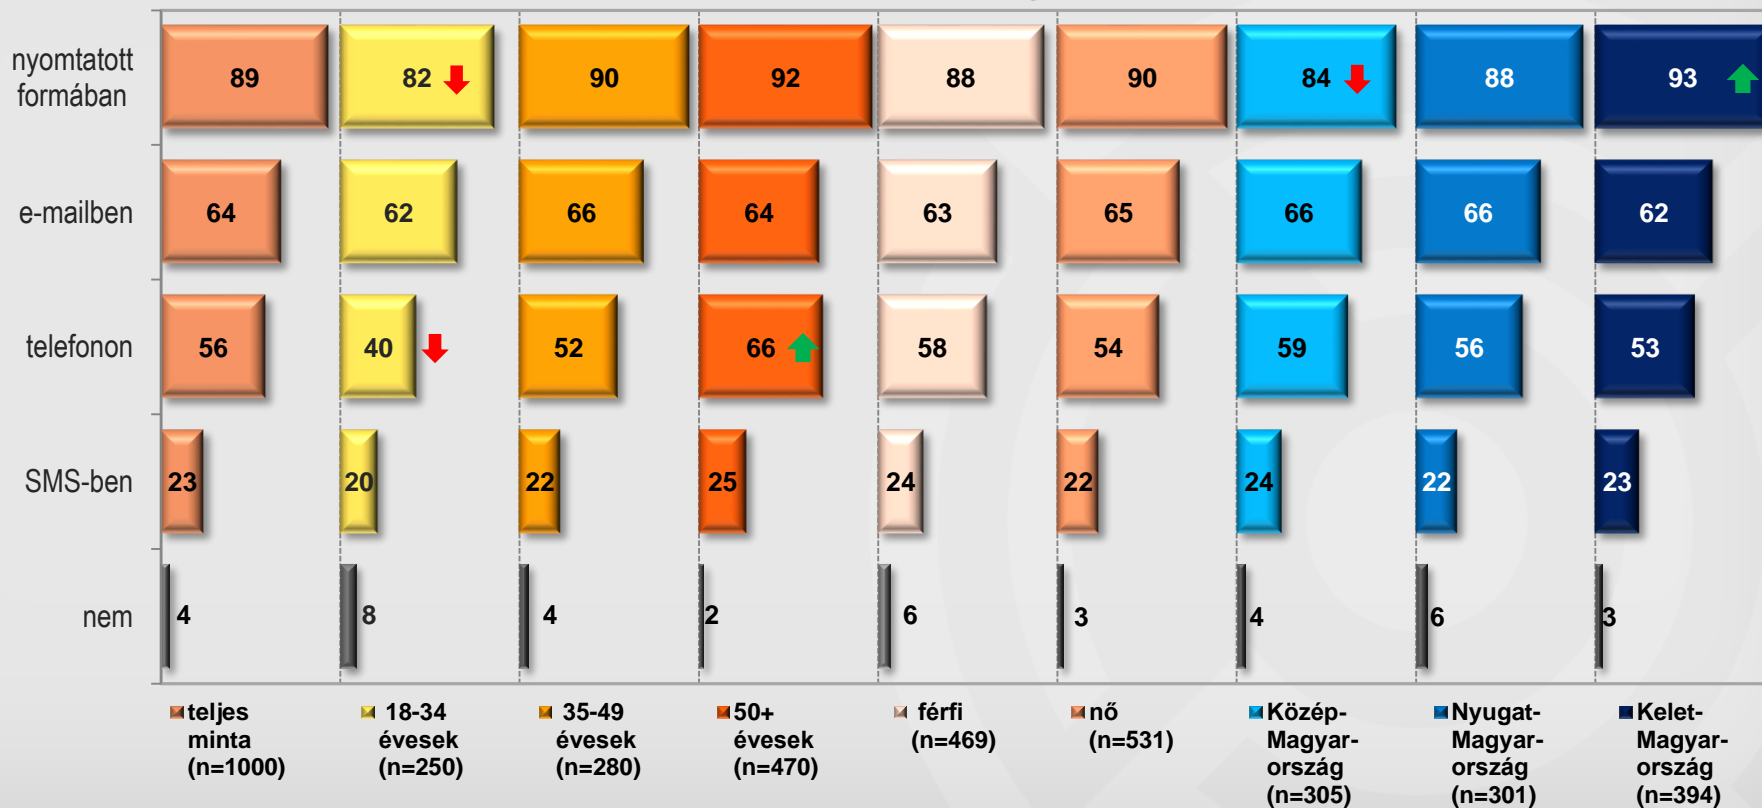 nyomtatott
formában
89 82 90 92 88 90 84 88 93
e-mailben
64 62 66 64 63 65 66 66 62
telefonon
56 40 52 66 58 54 59 56 53
SMS-ben
23 20 22 25 24 22 24 22 23
nem
4 8 4 2 6 3 4 6 3
teljes
minta
(n=1000)
18-34
évesek
(n=250)
35-49
évesek
(n=280)
50+
évesek
(n=470)
férfi
(n=469)
nő
(n=531)
Közép-
Magyar-
ország
(n=305)
Nyugat-
Magyar-
ország
(n=301)
Kelet-
Magyar-
ország
(n=394)